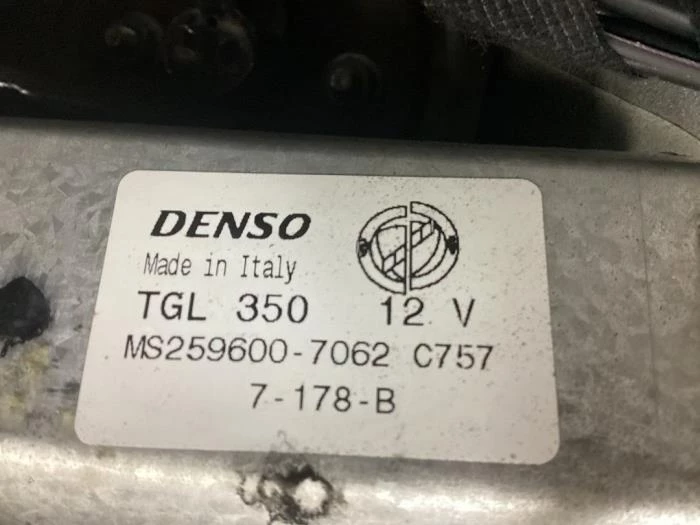 DENSO
Made in Italy
TGL 350 12 V
MS259600-7062 C757
7-178-B